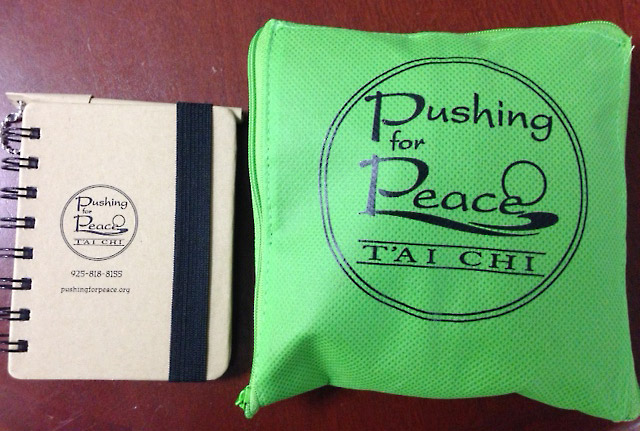 Pushing
for
Peace
T'AI CHI
925-818-8155
pushingforpeace.org
Pushing
for
Peace
T'AI CHI